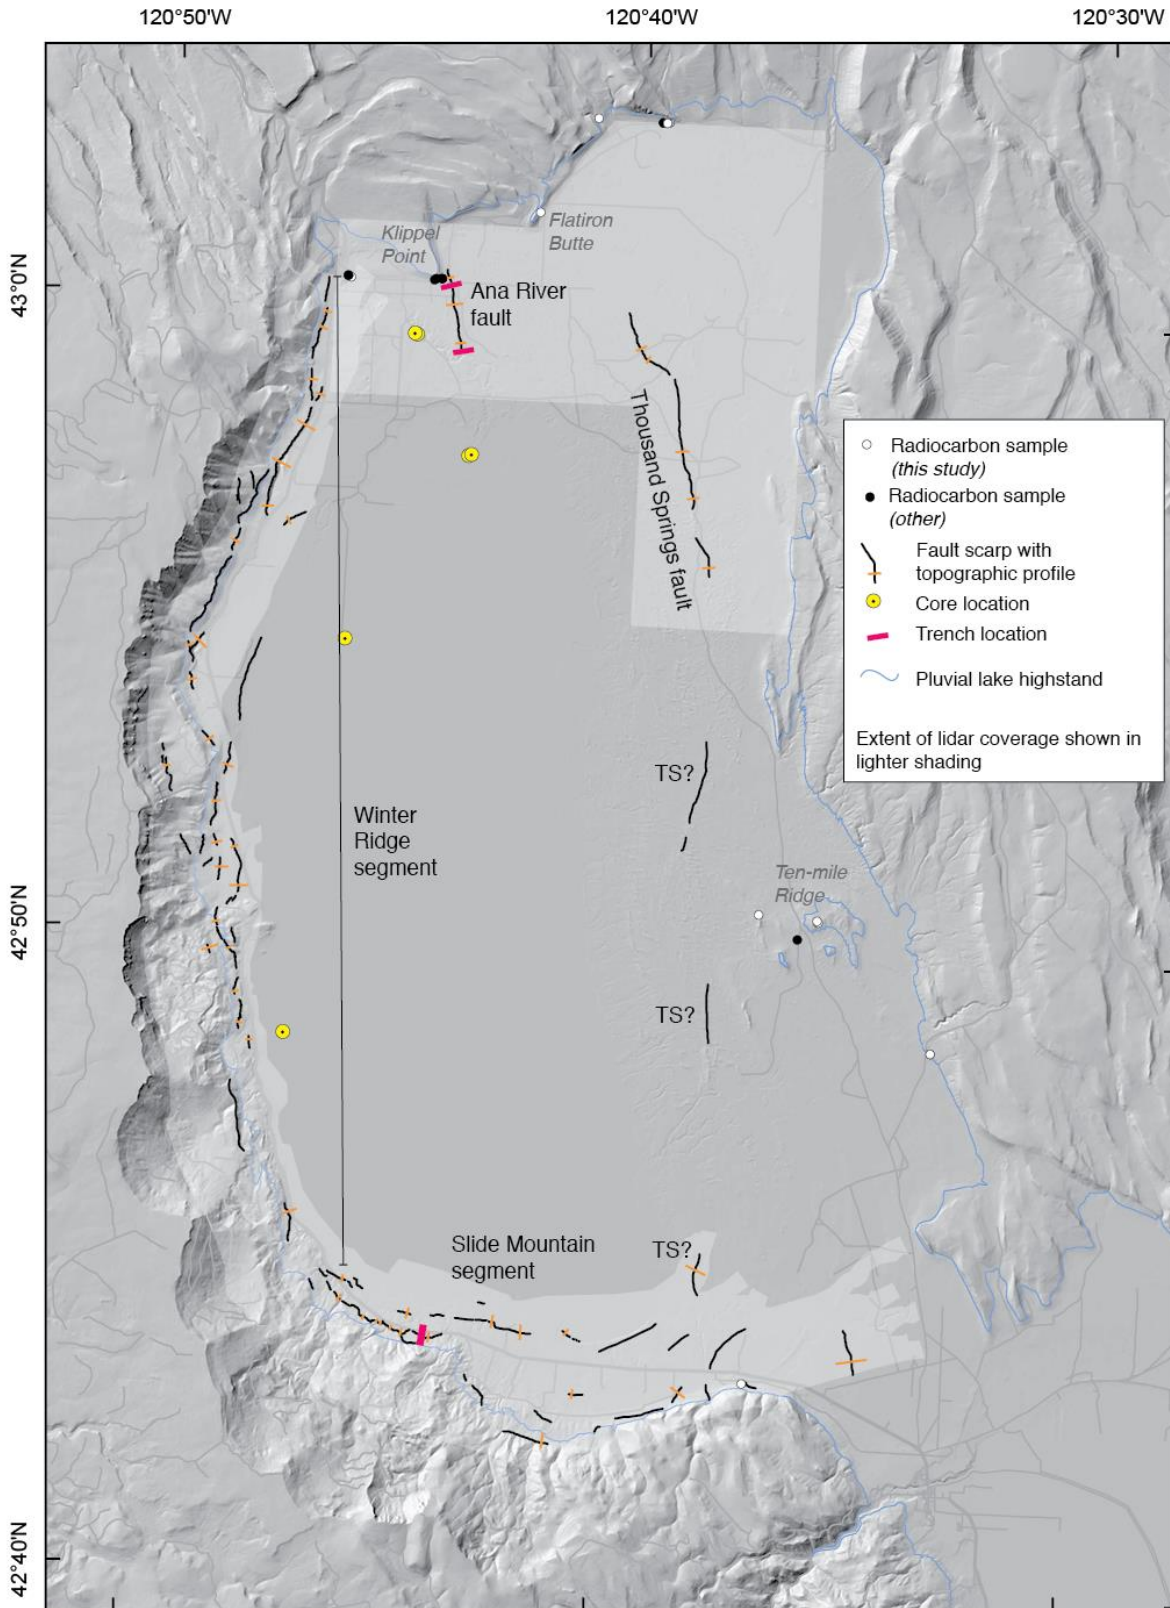 120°50'W
120°40'W
120°30'W
43°0'N
42°50'N
42°40'N
Klippel
Point
Flatiron
Butte
Ana River
fault
Thousand Springs fault
Radiocarbon sample
(this study)
Radiocarbon sample
(other)
Fault scarp with
topographic profile
Core location
Trench location
Pluvial lake highstand
Extent of lidar coverage shown in
lighter shading
TS?
Winter
Ridge
segment
Ten-mile
Ridge
TS?
Slide Mountain
segment
TS?